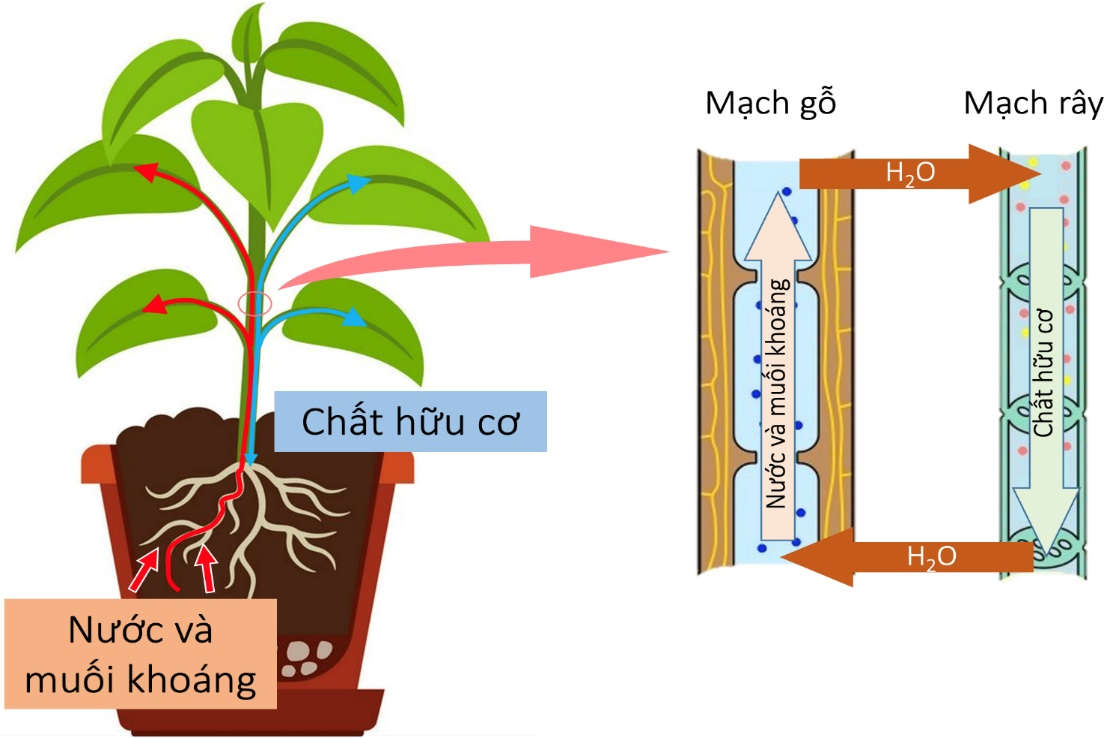 Mạch gỗ
Mạch rây
H₂O
Nước và muối khoáng
Chất hữu cơ
H₂O
Chất hữu cơ
Nước và
muối khoáng